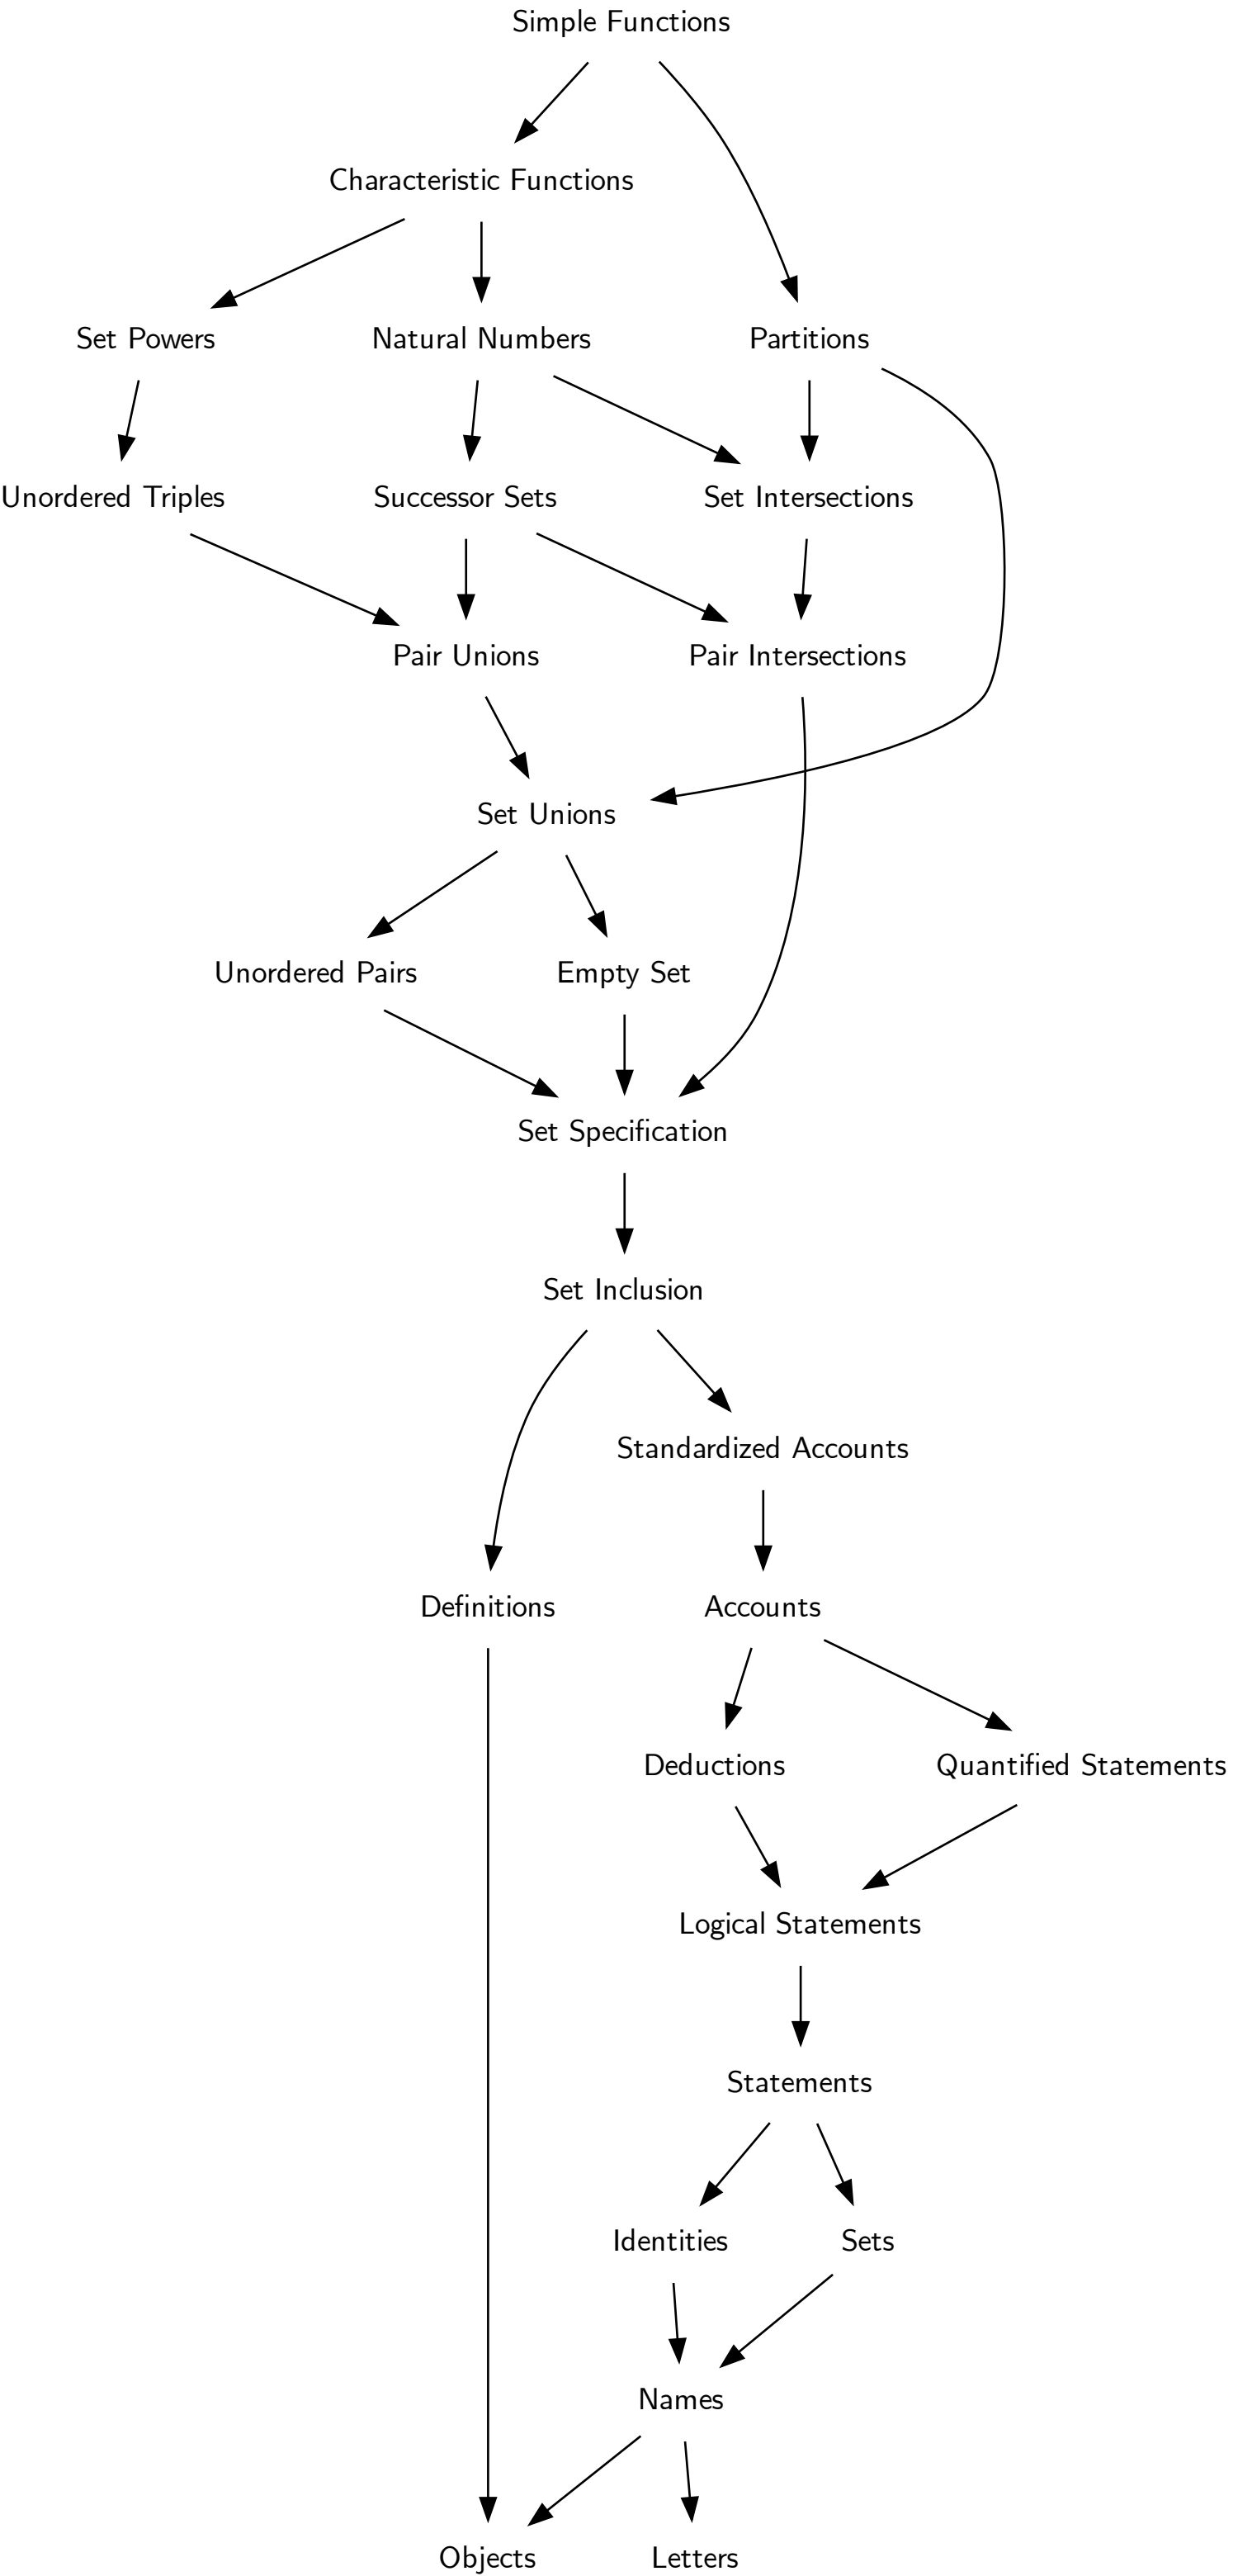 Simple Functions
Characteristic Functions
Set Powers
Natural Numbers
Partitions
Unordered Triples
Successor Sets
Set Intersections
Pair Unions
Pair Intersections
Set Unions
Unordered Pairs
Empty Set
Set Specification
Set Inclusion
Standardized Accounts
Definitions
Accounts
Deductions
Quantified Statements
Logical Statements
Statements
Identities
Sets
Names
Objects
Letters